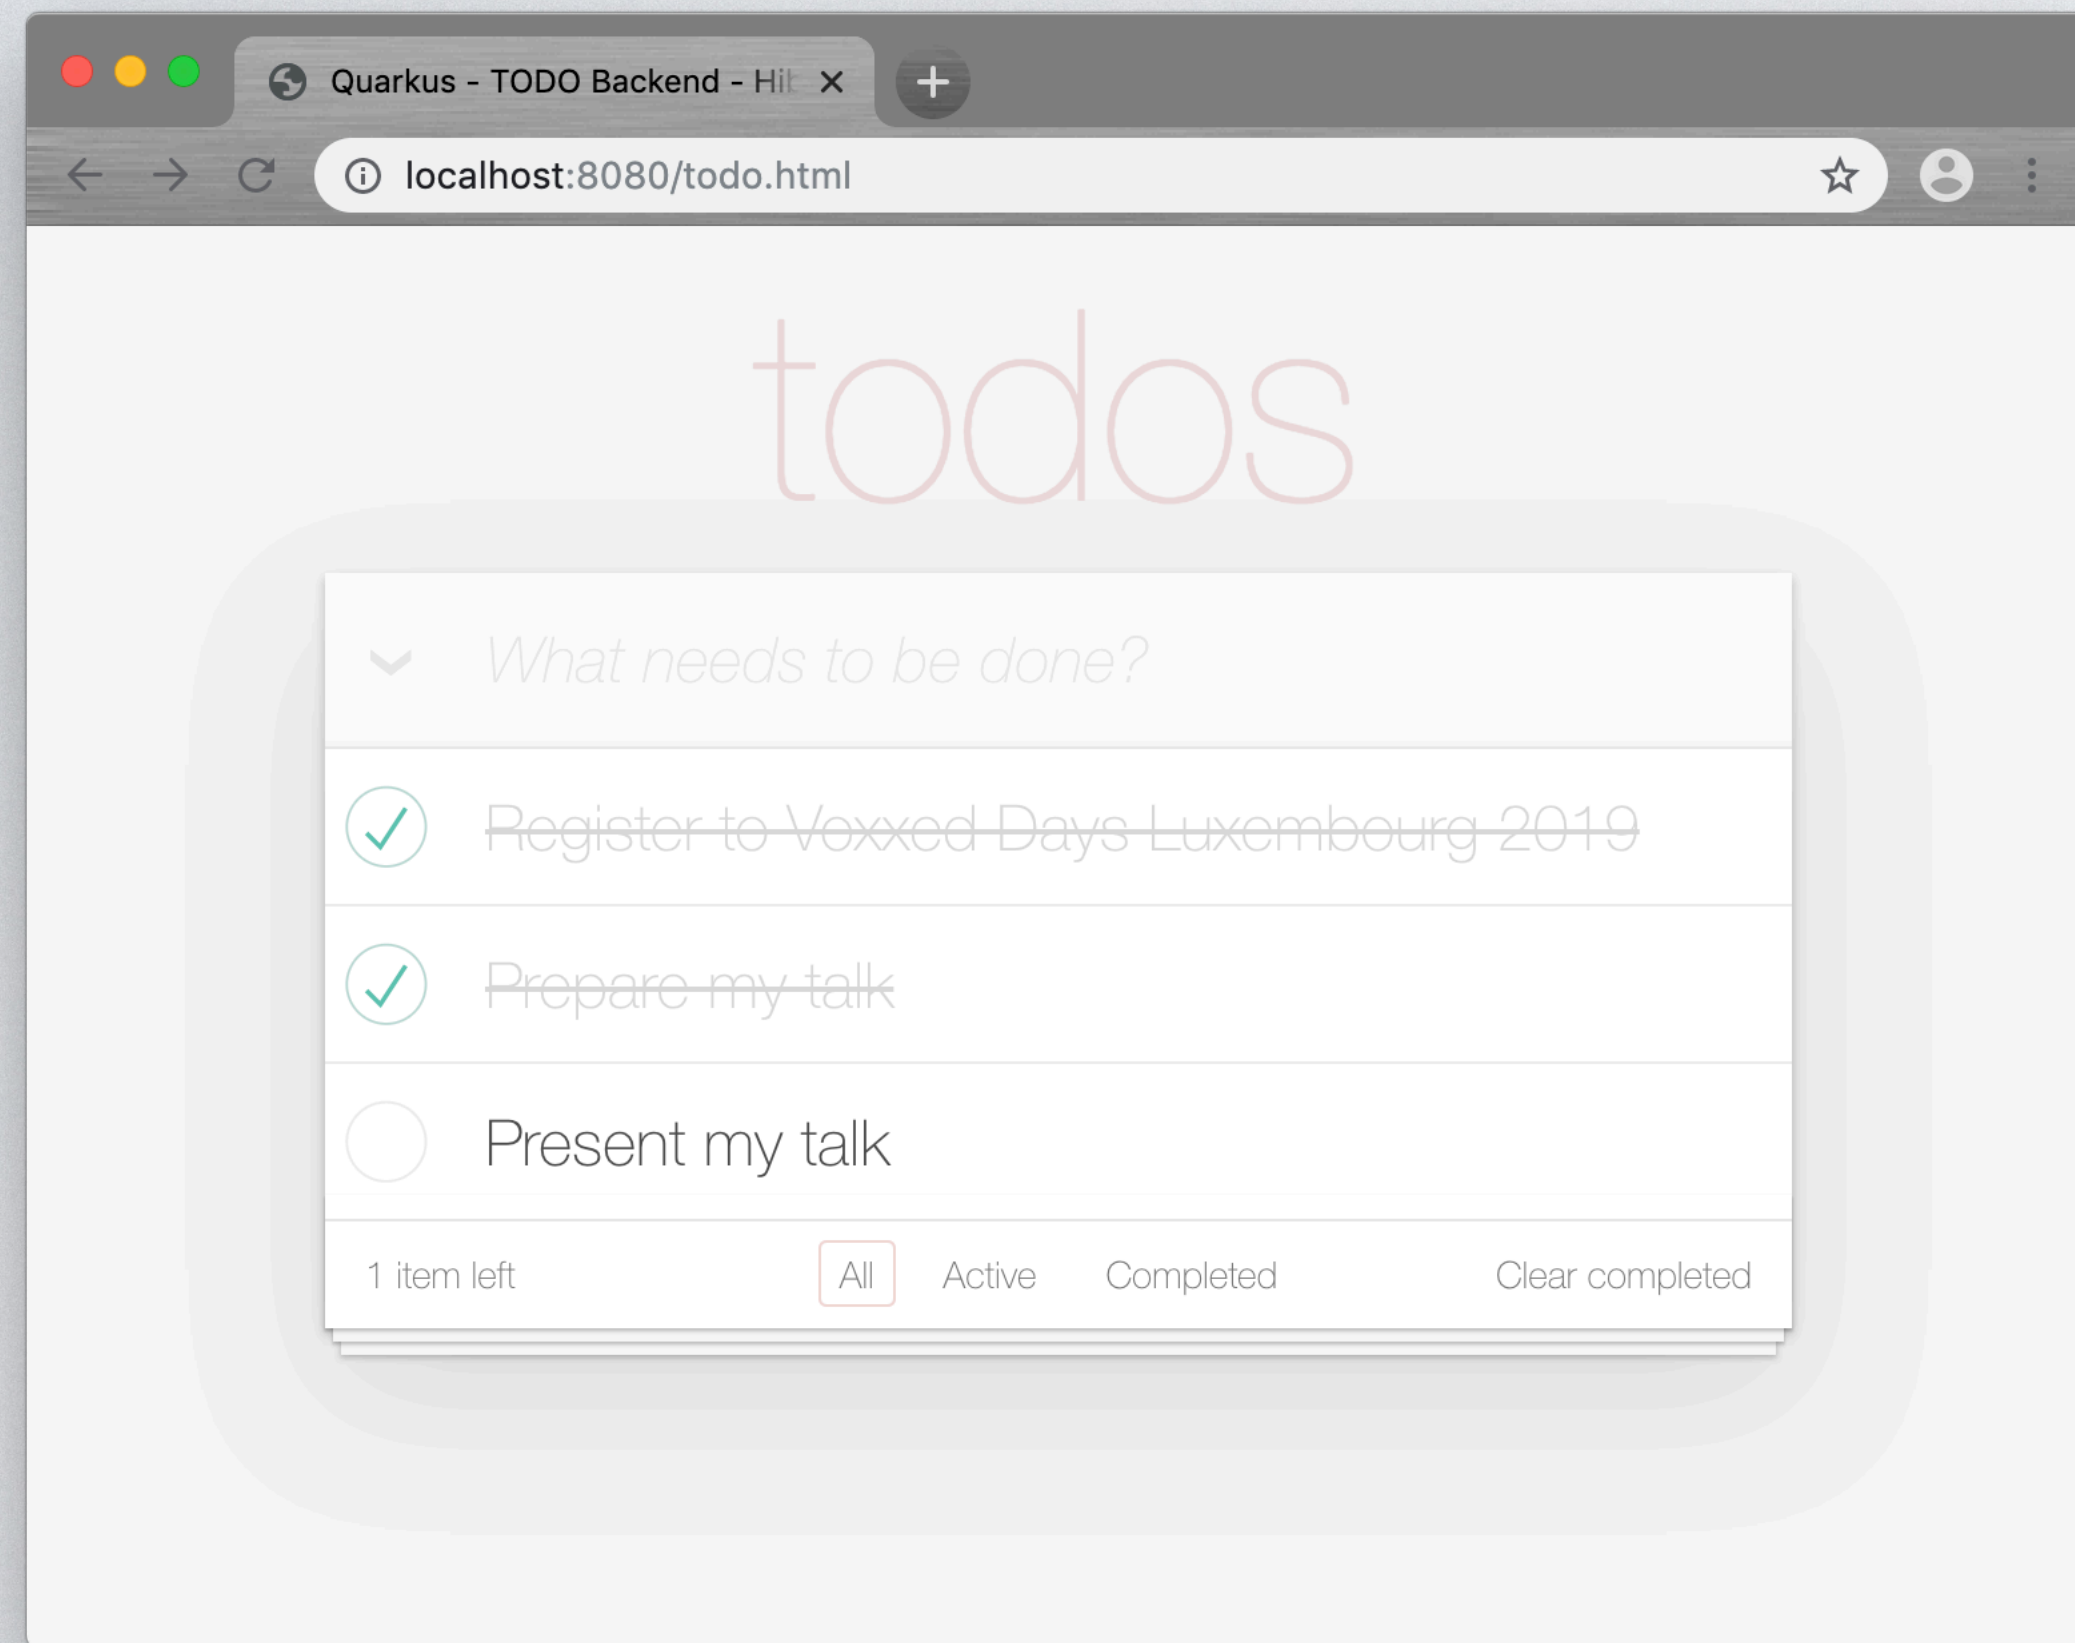 Quarkus - TODO Backend - Hib
localhost:8080/todo.html
todos
What needs to be done?
Register to Voxxed Days Luxembourg 2019
Prepare my talk
Present my talk
1 item left All Active Completed Clear completed